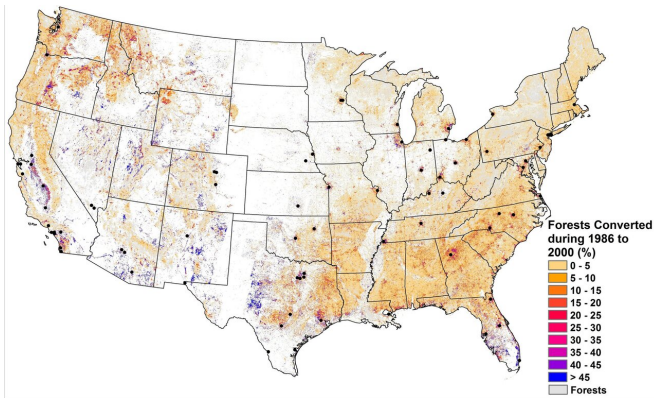 Forests Converted
during 1986 to
2000 (%)
0 - 5
5 - 10
10 - 15
15 - 20
20 - 25
25 - 30
30 - 35
35 - 40
40 - 45
> 45
Forests